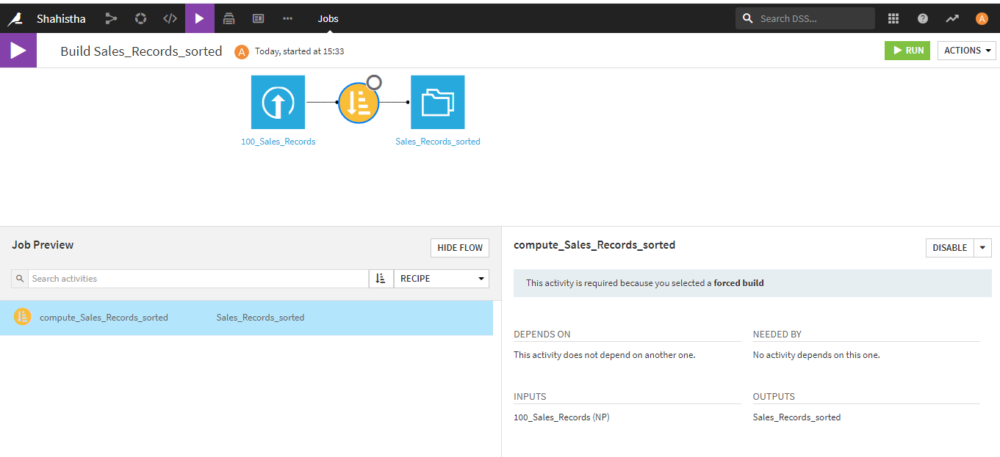 Shahistha
Jobs
Search DSS...
?
A
Build Sales_Records_sorted
A
Today, started at 15:33
RUN
ACTIONS
100_Sales_Records
Sales_Records_sorted
Job Preview
HIDE FLOW
Search activities
RECIPE
compute_Sales_Records_sorted Sales_Records_sorted
compute_Sales_Records_sorted
DISABLE
This activity is required because you selected a forced build
DEPENDS ON
This activity does not depend on another one.
NEEDED BY
No activity depends on this one.
INPUTS
100_Sales_Records (NP)
OUTPUTS
Sales_Records_sorted